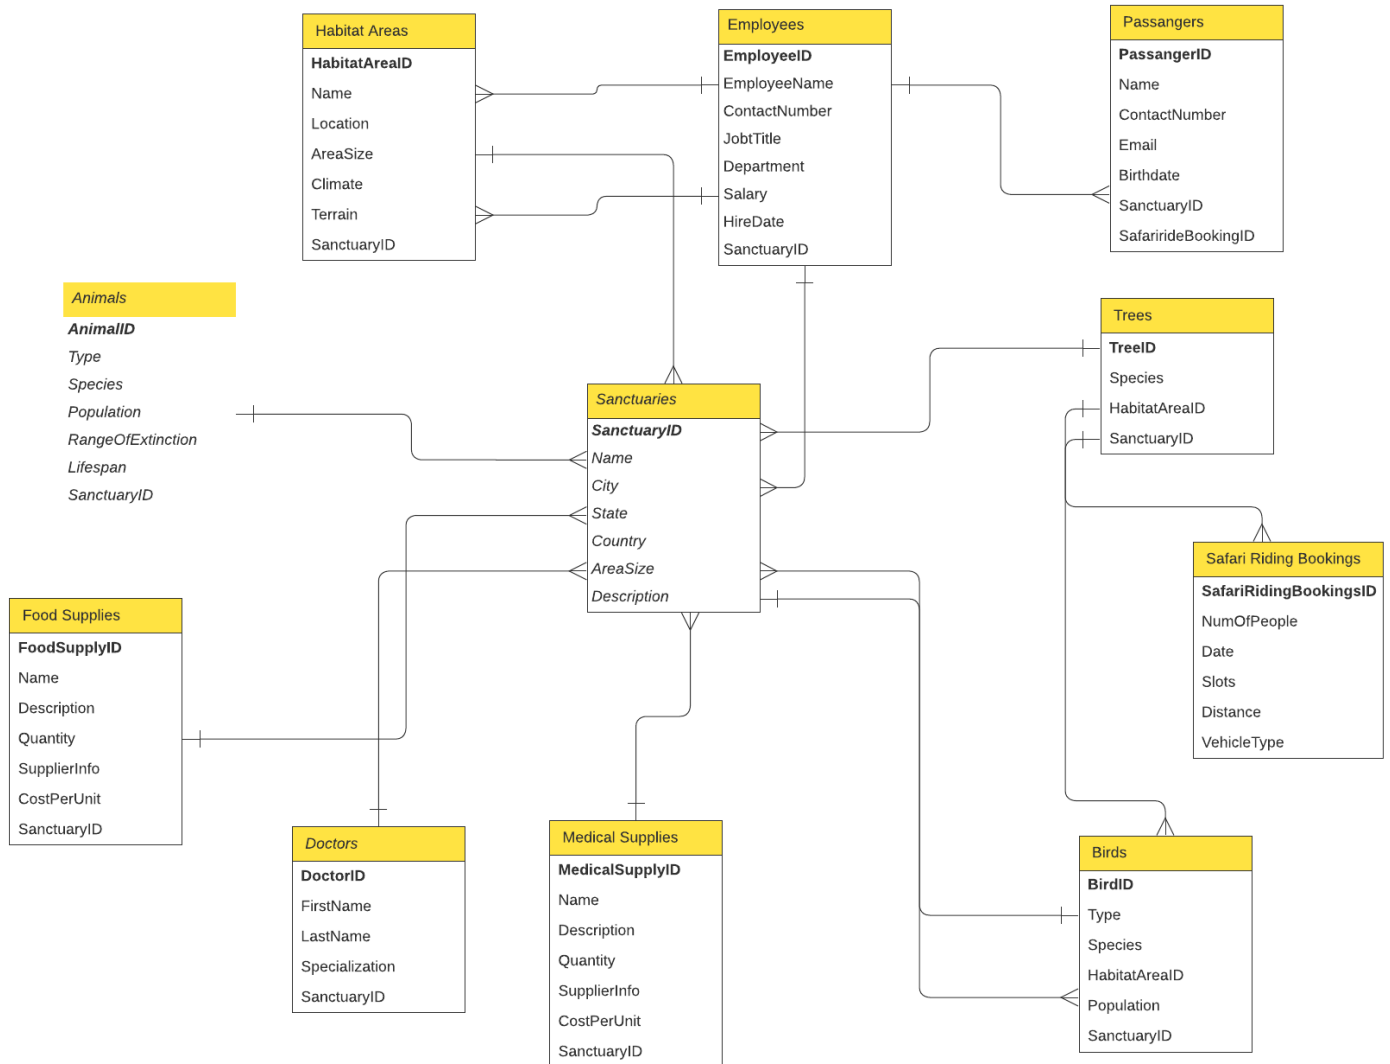 Habitat Areas
HabitatAreaID
Name
Location
AreaSize
Climate
Terrain
SanctuaryID
Employees
EmployeeID
EmployeeName
ContactNumber
JobtTitle
Department
Salary
HireDate
SanctuaryID
Passangers
PassangerID
Name
ContactNumber
Email
Birthdate
SanctuaryID
SafarirideBookingID
Animals
AnimalID
Type
Species
Population
RangeOfExtinction
Lifespan
SanctuaryID
Sanctuaries
SanctuaryID
Name
City
State
Country
AreaSize
Description
Trees
TreeID
Species
HabitatAreaID
SanctuaryID
Safari Riding Bookings
SafariRidingBookingsID
NumOfPeople
Date
Slots
Distance
VehicleType
Food Supplies
FoodSupplyID
Name
Description
Quantity
SupplierInfo
CostPerUnit
SanctuaryID
Doctors
DoctorID
FirstName
LastName
Specialization
SanctuaryID
Medical Supplies
MedicalSupplyID
Name
Description
Quantity
SupplierInfo
CostPerUnit
SanctuaryID
Birds
BirdID
Type
Species
HabitatAreaID
Population
SanctuaryID